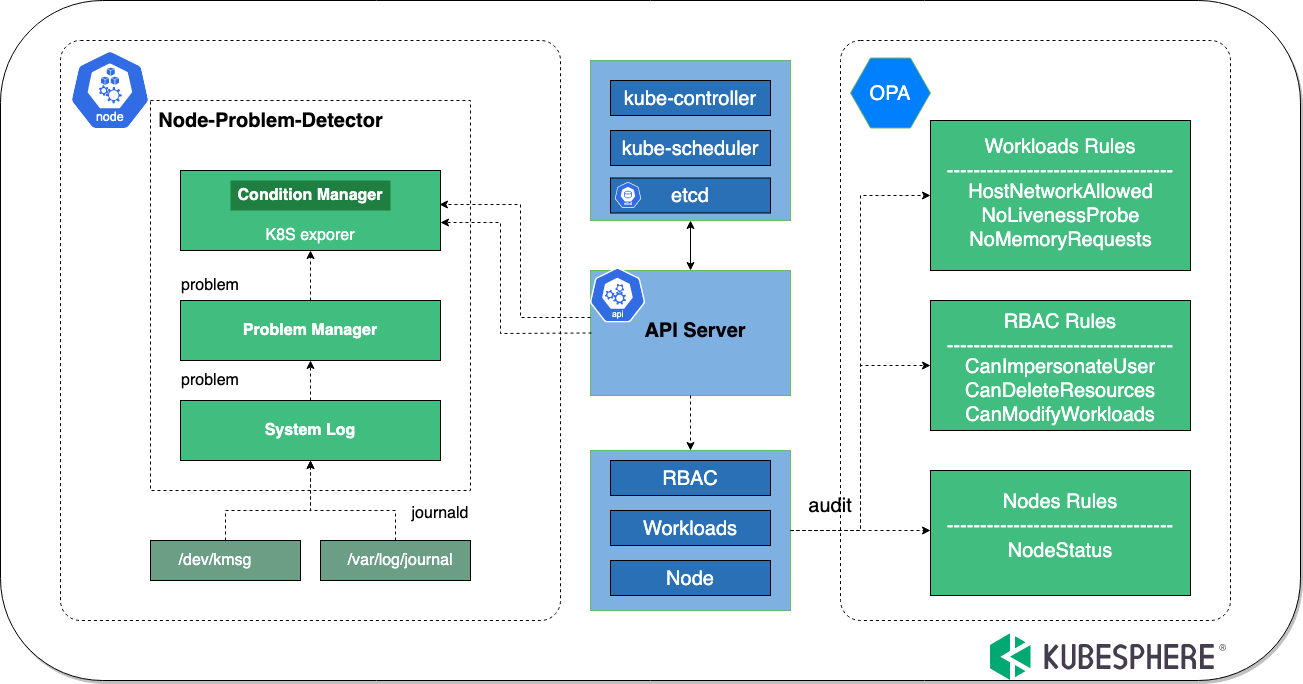 node
Node-Problem-Detector
Condition Manager
K8S exporer
problem
Problem Manager
problem
System Log
journald
/dev/kmsg
/var/log/journal
kube-controller
kube-scheduler
etcd
api
API Server
RBAC
Workloads
Node
audit
OPA
Workloads Rules
----------------------------------
HostNetworkAllowed
NoLivenessProbe
NoMemoryRequests
RBAC Rules
----------------------------------
CanImpersonateUser
CanDeleteResources
CanModifyWorkloads
Nodes Rules
----------------------------------
NodeStatus
KUBESPHERE®